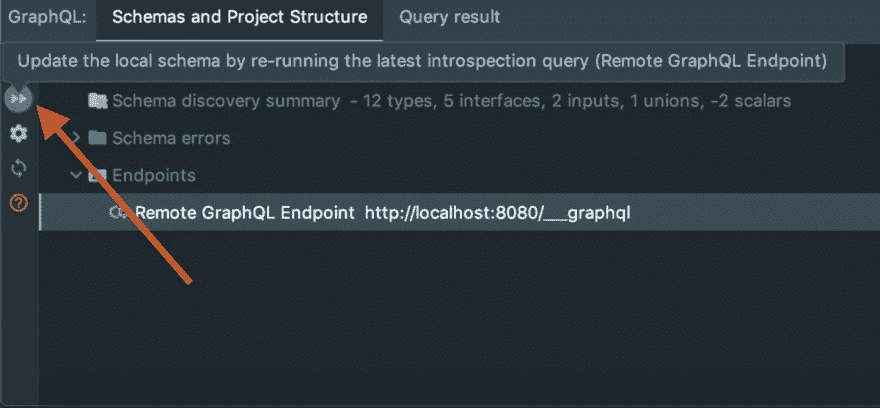 GraphQL: Schemas and Project Structure Query result
Update the local schema by re-running the latest introspection query (Remote GraphQL Endpoint)
Schema discovery summary - 12 types, 5 interfaces, 2 inputs, 1 unions, -2 scalars
Schema errors
Endpoints
Remote GraphQL Endpoint http://localhost:8080/___graphql